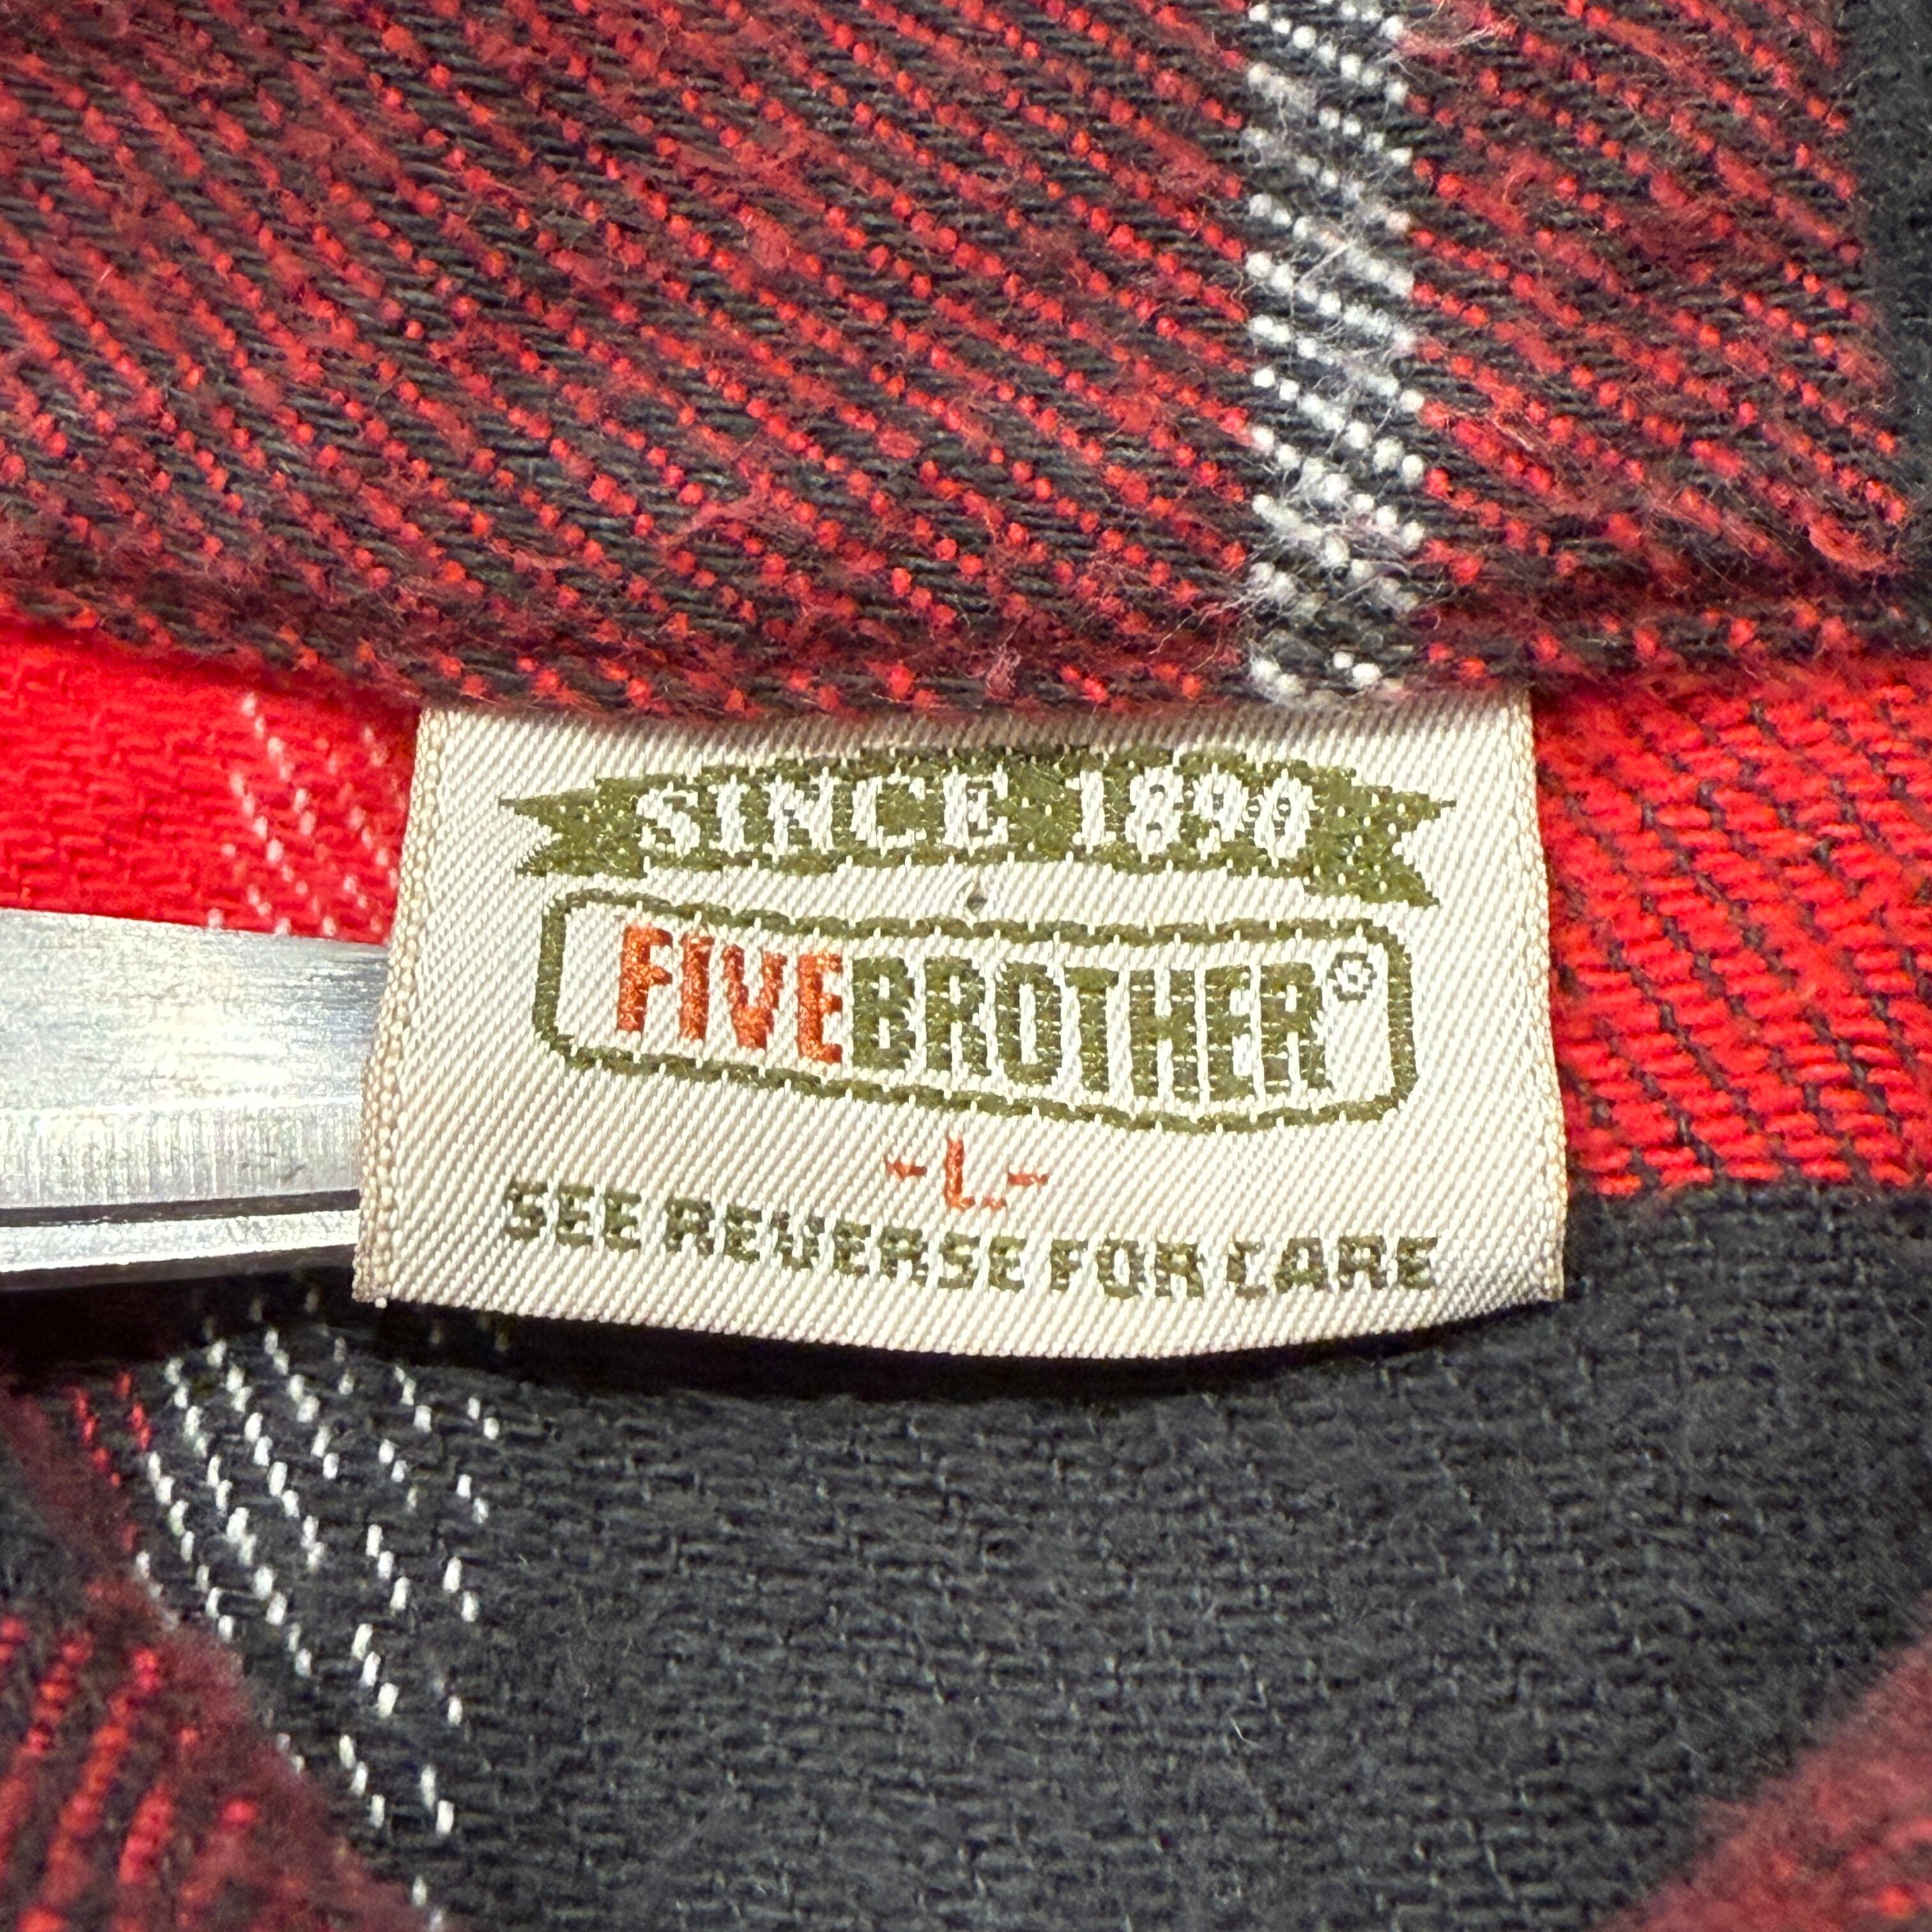 SINCE 1890
FIVEBROTHER®
-L-
SEE REVERSE FOR CARE